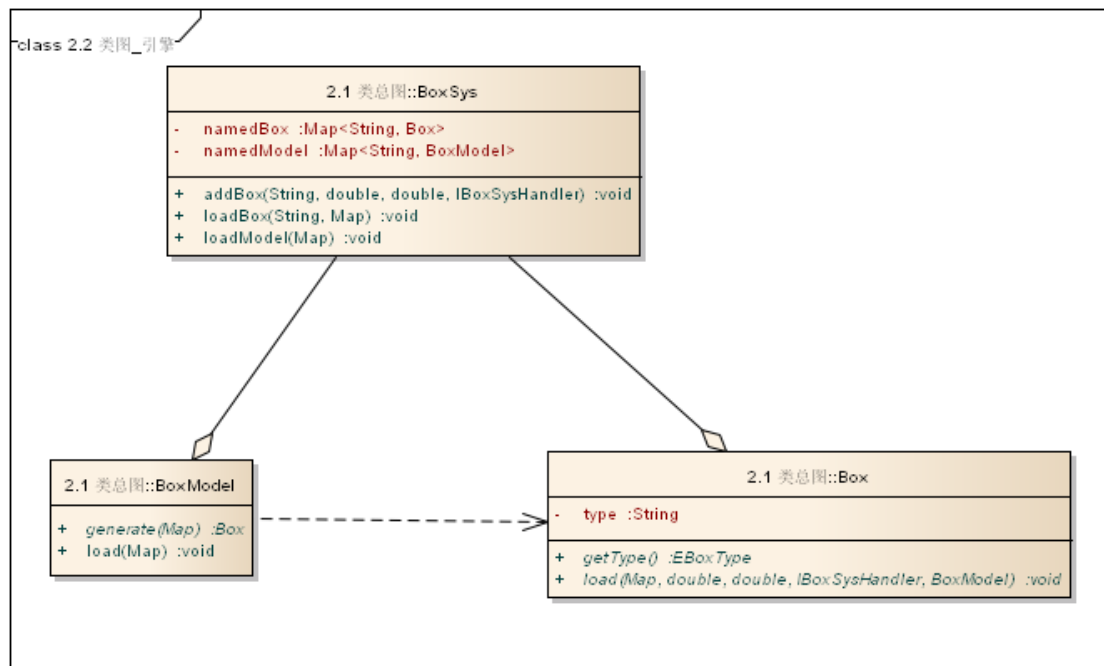 class 2.2 类图_引擎
2.1 类总图::BoxSys
- namedBox :Map<String, Box>
- namedModel :Map<String, BoxModel>
+ addBox(String, double, double, IBoxSysHandler) :void
+ loadBox(String, Map) :void
+ loadModel(Map) :void
2.1 类总图::BoxModel
+ generate(Map) :Box
+ load(Map) :void
2.1 类总图::Box
- type :String
+ getType() :EBoxType
+ load(Map, double, double, IBoxSysHandler, BoxModel) :void